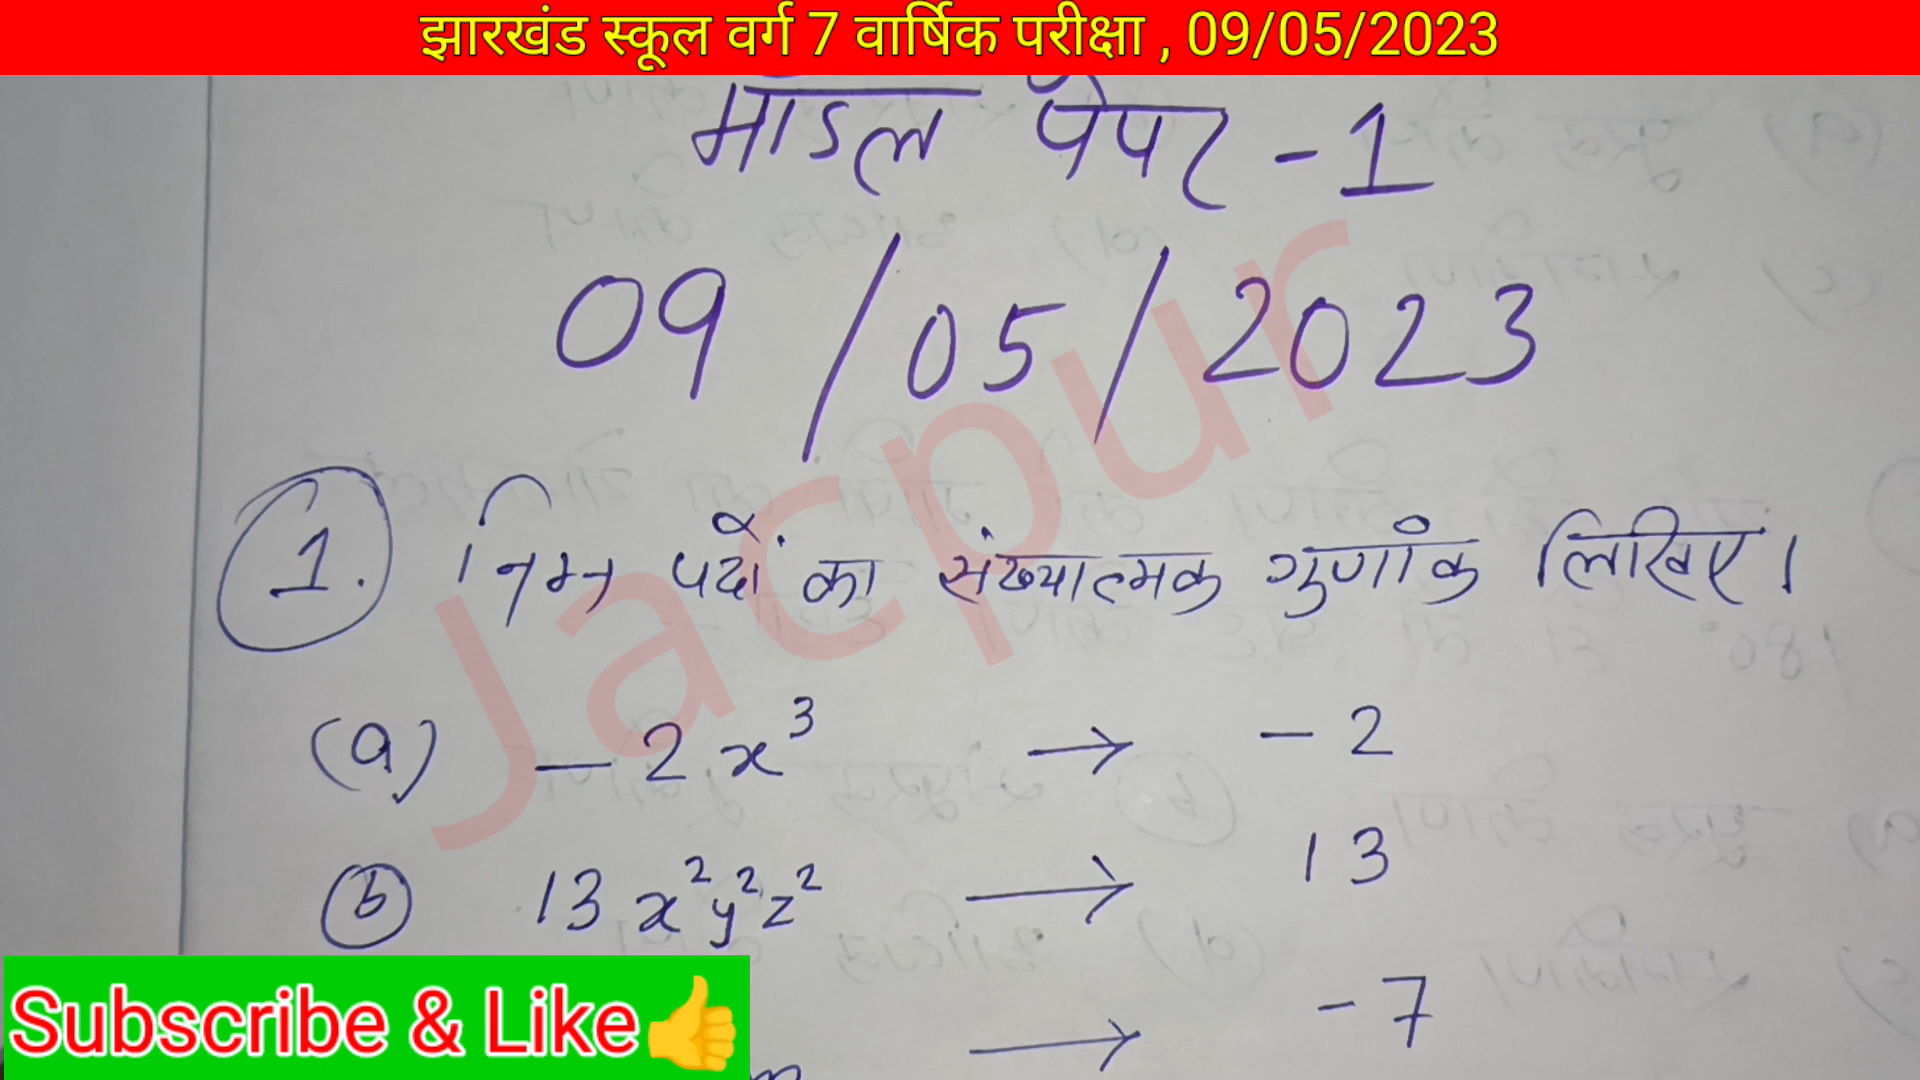 झारखंड स्कूल वर्ग 7 वार्षिक परीक्षा , 09/05/2023
मॉडल पेपर - 1
09/05/2023
1. निम्न पदों का संख्यात्मक गुणांक लिखिए।
(a) - 2x³ → - 2
(b) 13x²y²z² → 13
→ - 7
Jacpur
Subscribe & Like👍